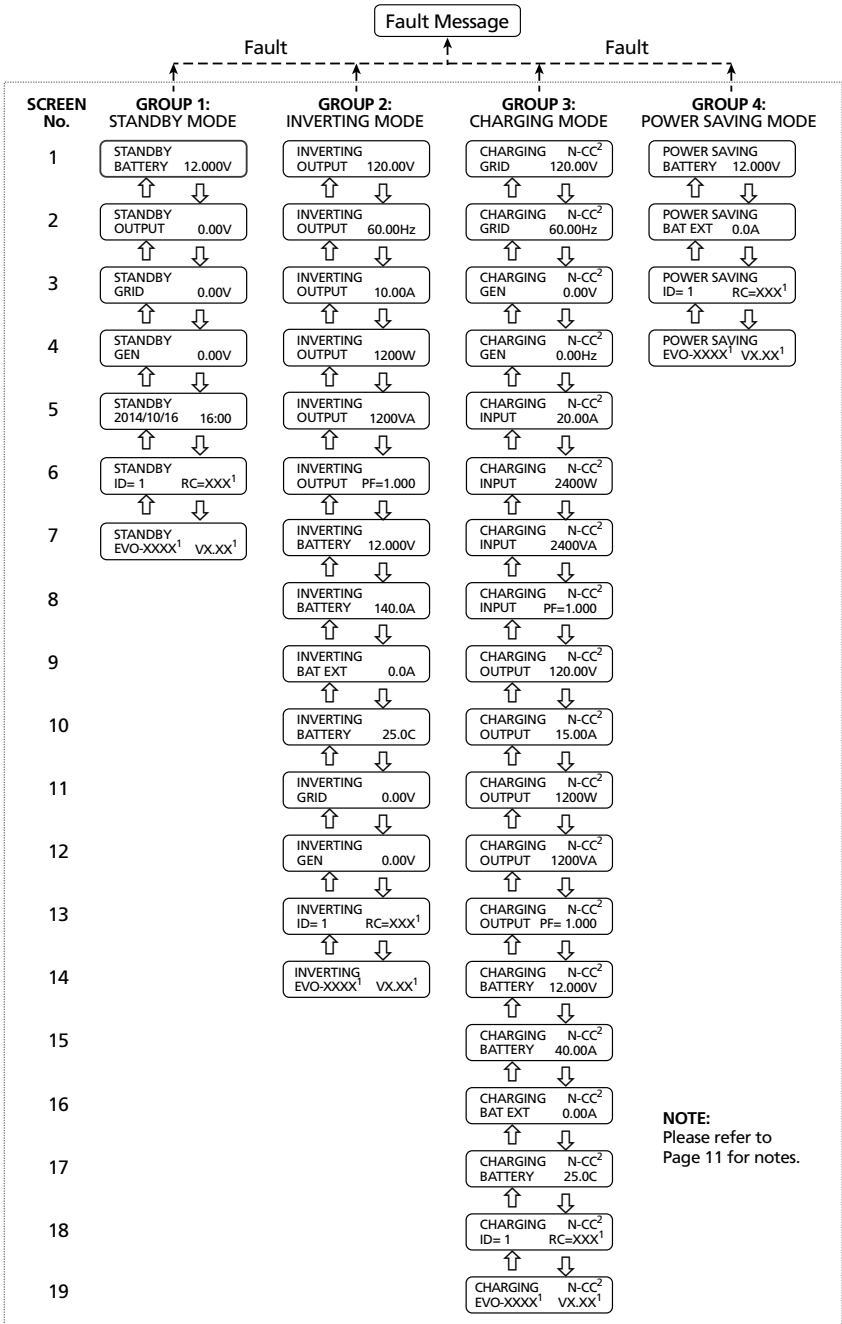 Fault Message
Fault Fault
SCREEN No. GROUP 1: STANDBY MODE GROUP 2: INVERTING MODE GROUP 3: CHARGING MODE GROUP 4: POWER SAVING MODE
1
STANDBY
BATTERY 12.000V
INVERTING
OUTPUT 120.00V
CHARGING N-CC²
GRID 120.00V
POWER SAVING
BATTERY 12.000V
2
STANDBY
OUTPUT 0.00V
INVERTING
OUTPUT 60.00Hz
CHARGING N-CC²
GRID 60.00Hz
POWER SAVING
BAT EXT 0.0A
3
STANDBY
GRID 0.00V
INVERTING
OUTPUT 10.00A
CHARGING N-CC²
GEN 0.00V
POWER SAVING
ID= 1 RC=XXX¹
4
STANDBY
GEN 0.00V
INVERTING
OUTPUT 1200W
CHARGING N-CC²
GEN 0.00Hz
POWER SAVING
EVO-XXXX¹ VX.XX¹
5
STANDBY
2014/10/16 16:00
INVERTING
OUTPUT 1200VA
CHARGING N-CC²
INPUT 20.00A
6
STANDBY
ID= 1 RC=XXX¹
INVERTING
OUTPUT PF=1.000
CHARGING N-CC²
INPUT 2400W
7
STANDBY
EVO-XXXX¹ VX.XX¹
INVERTING
BATTERY 12.000V
CHARGING N-CC²
INPUT 2400VA
8
INVERTING
BATTERY 140.0A
CHARGING N-CC²
INPUT PF=1.000
9
INVERTING
BAT EXT 0.0A
CHARGING N-CC²
OUTPUT 120.00V
10
INVERTING
BATTERY 25.0C
CHARGING N-CC²
OUTPUT 15.00A
11
INVERTING
GRID 0.00V
CHARGING N-CC²
OUTPUT 1200W
12
INVERTING
GEN 0.00V
CHARGING N-CC²
OUTPUT 1200VA
13
INVERTING
ID= 1 RC=XXX¹
CHARGING N-CC²
OUTPUT PF= 1.000
14
INVERTING
EVO-XXXX¹ VX.XX¹
CHARGING N-CC²
BATTERY 12.000V
15
CHARGING N-CC²
BATTERY 40.00A
16
CHARGING N-CC²
BAT EXT 0.00A
17
CHARGING N-CC²
BATTERY 25.0C
18
CHARGING N-CC²
ID= 1 RC=XXX¹
19
CHARGING N-CC²
EVO-XXXX¹ VX.XX¹
NOTE:
Please refer to
Page 11 for notes.